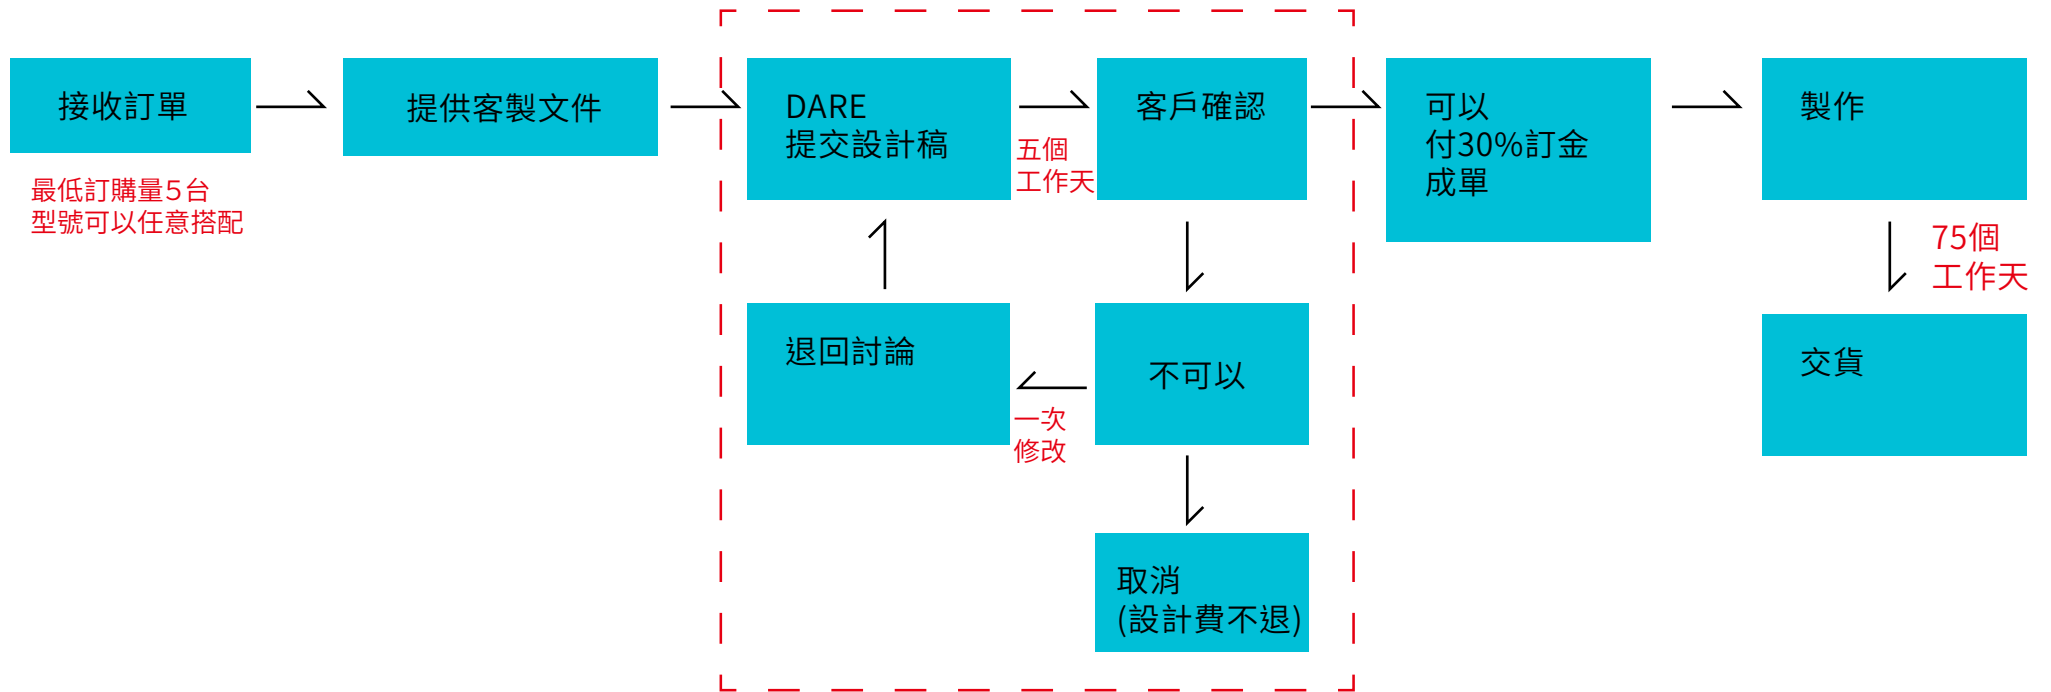 接收訂單
最低訂購量5台
型號可以任意搭配
提供客製文件
DARE
提交設計稿
五個
工作天
客戶確認
不可以
一次
修改
退回討論
取消
(設計費不退)
可以
付30%訂金
成單
製作
75個
工作天
交貨